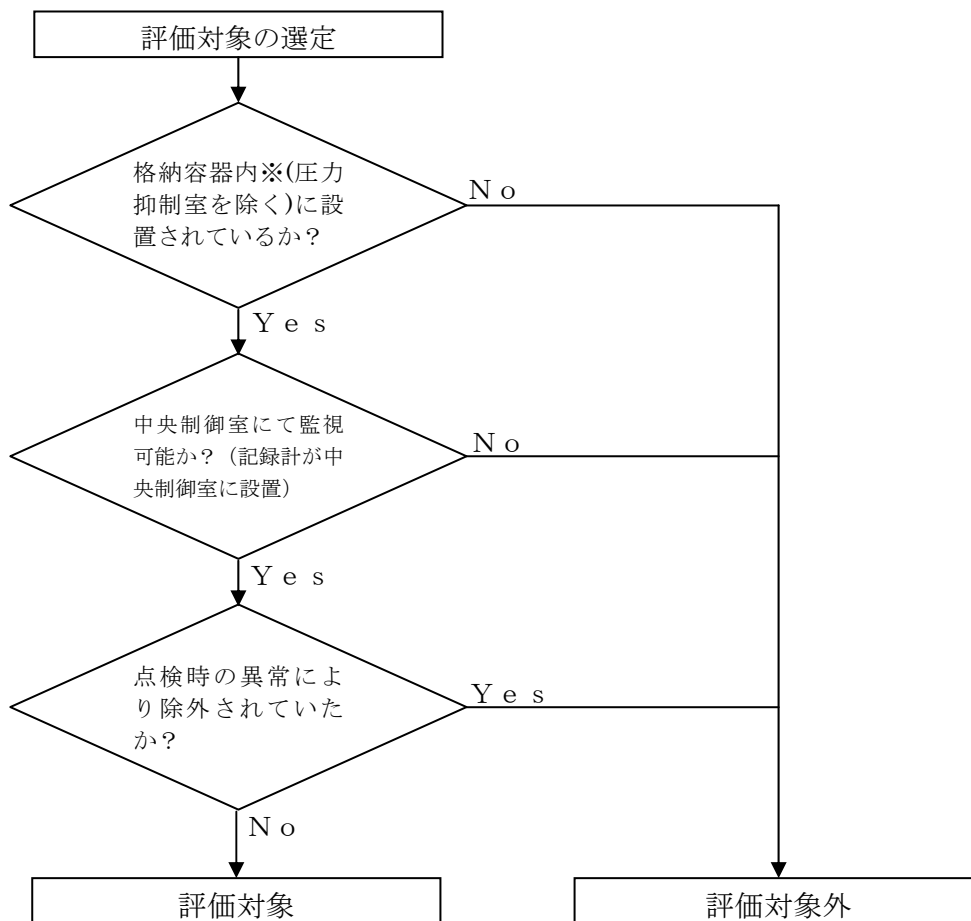 評価対象の選定
格納容器内※(圧力
抑制室を除く)に設
置されているか？
Ｎｏ
Ｙｅｓ
中央制御室にて監視
可能か？（記録計が中
央制御室に設置）
Ｎｏ
Ｙｅｓ
点検時の異常によ
り除外されていた
か？
Ｙｅｓ
Ｎｏ
評価対象
評価対象外